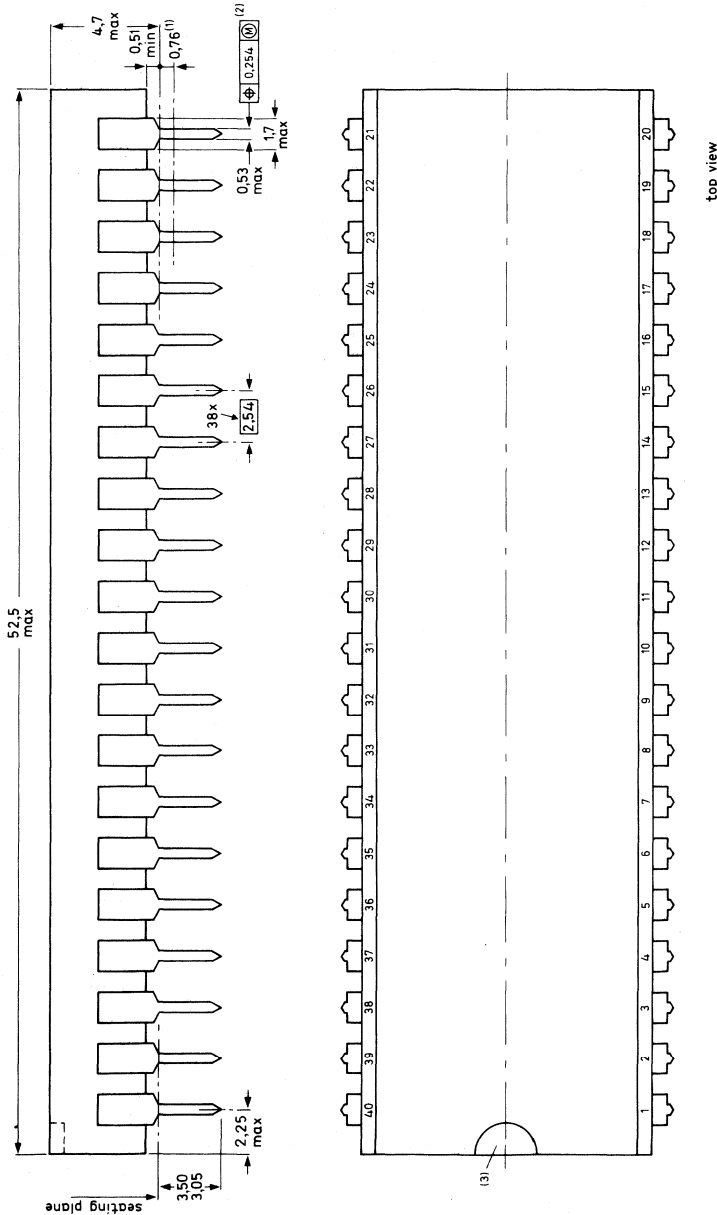 52,5
max
4,7
max
0,51
min
0,76(1)
⌖ 0,254 Ⓜ (2)
1,7
max
0,53
max
38x
2,54
2,25
max
3,50
3,05
seating plane
40 39 38 37 36 35 34 33 32 31 30 29 28 27 26 25 24 23 22 21
(3)
1 2 3 4 5 6 7 8 9 10 11 12 13 14 15 16 17 18 19 20
top view